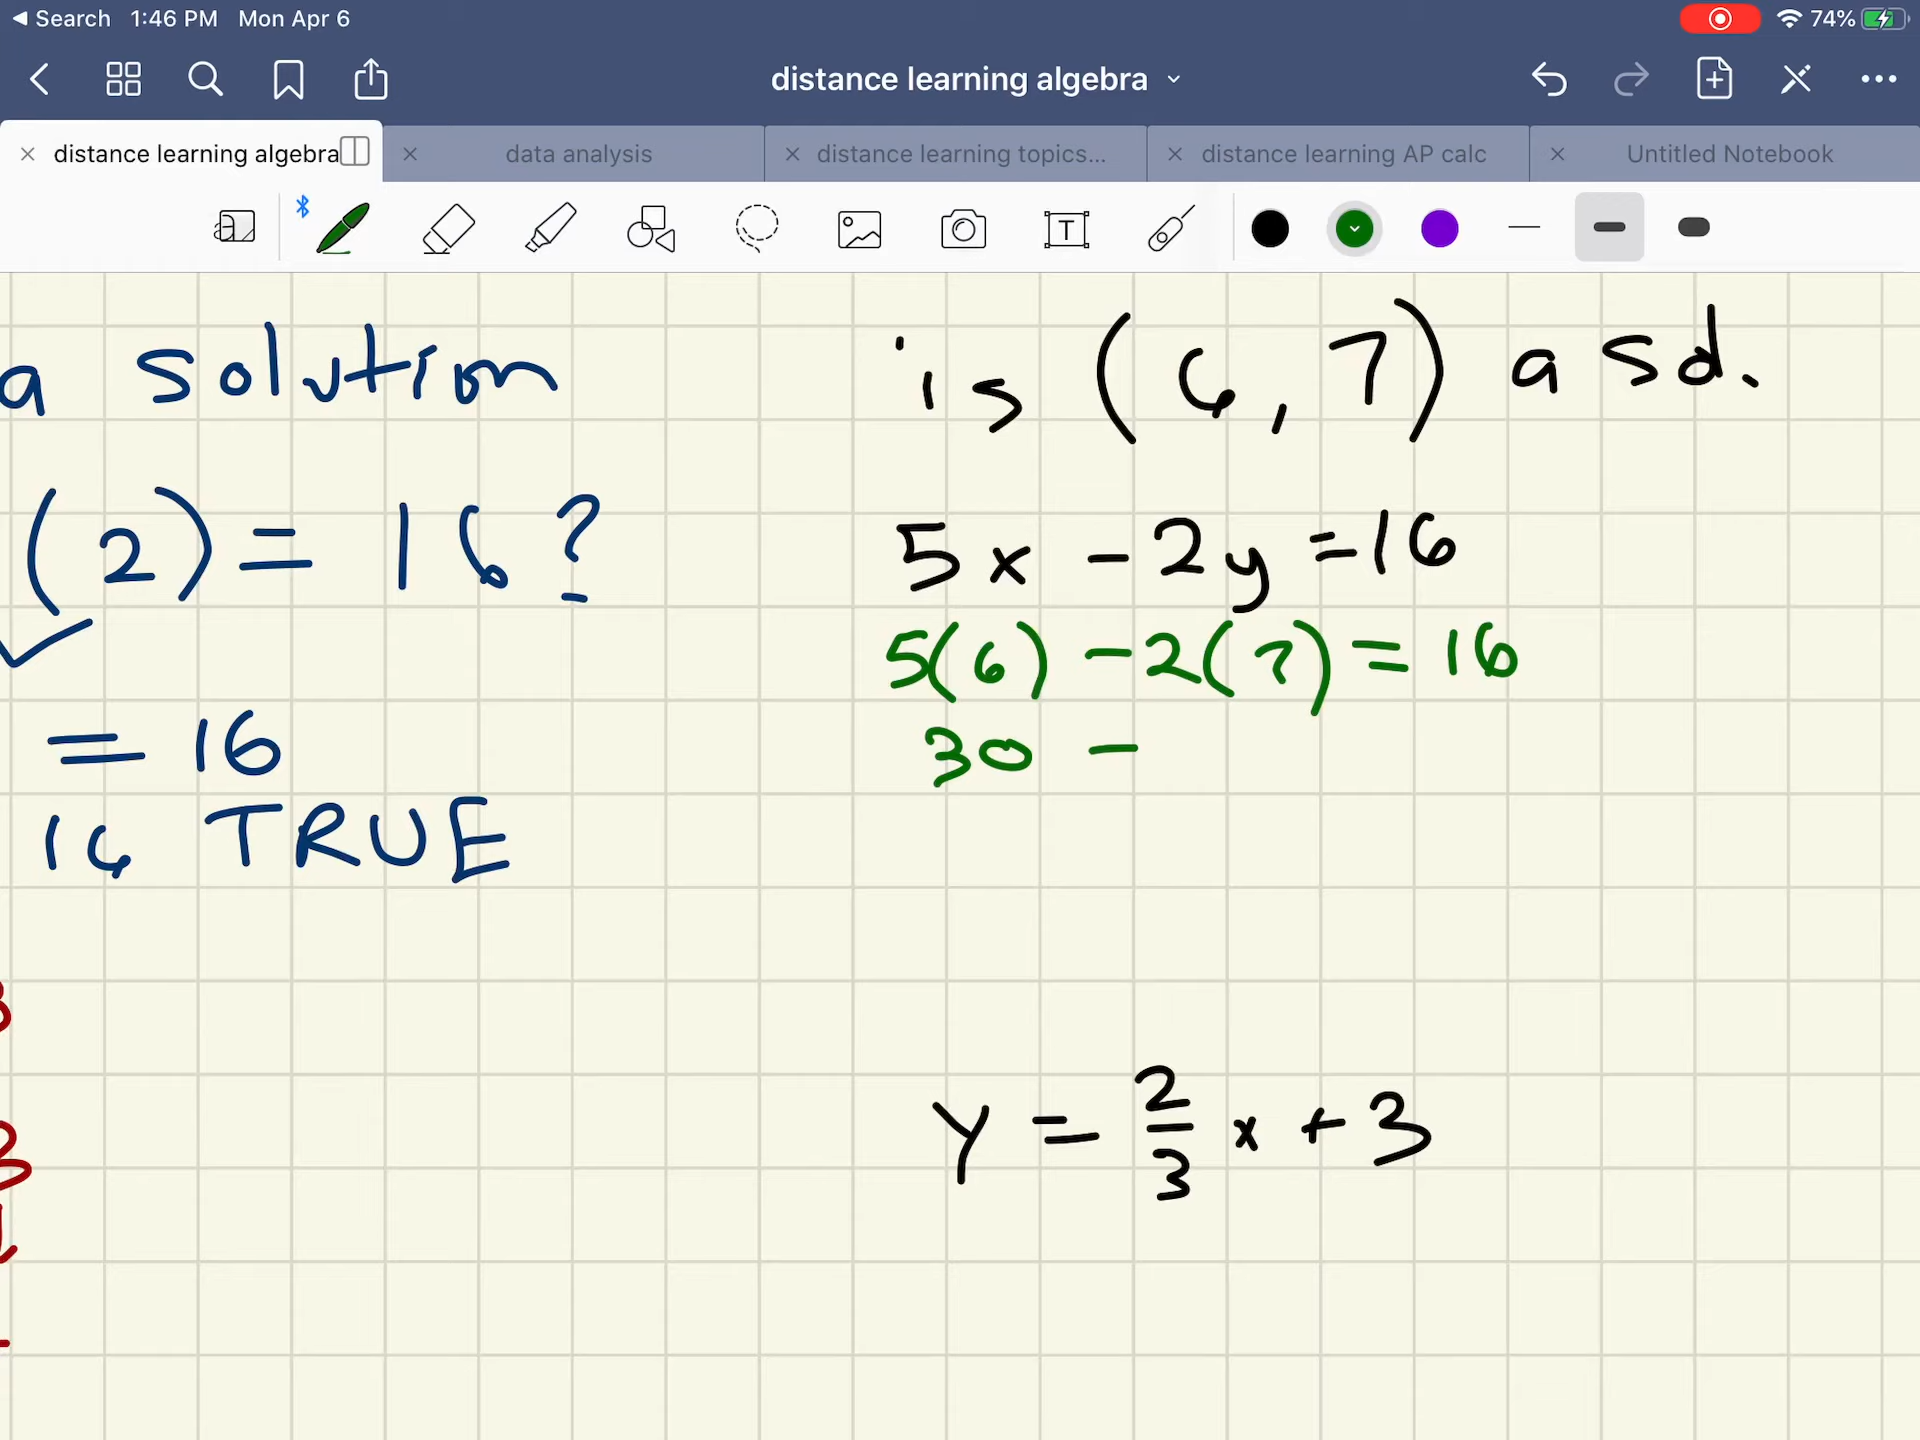 Search 1:46 PM Mon Apr 6 74%
distance learning algebra
distance learning algebra data analysis distance learning topics... distance learning AP calc Untitled Notebook
a solution
(2) = 16?
= 16
16 TRUE
is (6, 7) a sol.
5x - 2y = 16
5(6) - 2(7) = 16
30 -
y = 2/3 x + 3